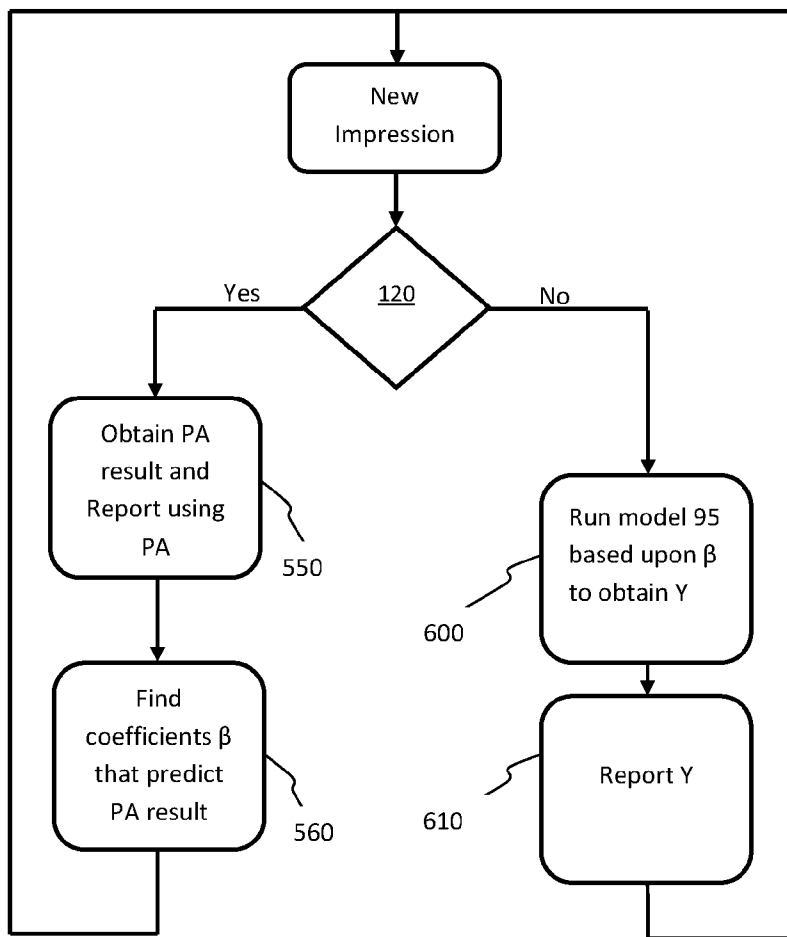 New
Impression
120
Yes
No
Obtain PA
result and
Report using
PA
550
Run model 95
based upon β
to obtain Y
600
Find
coefficients β
that predict
PA result
560
Report Y
610